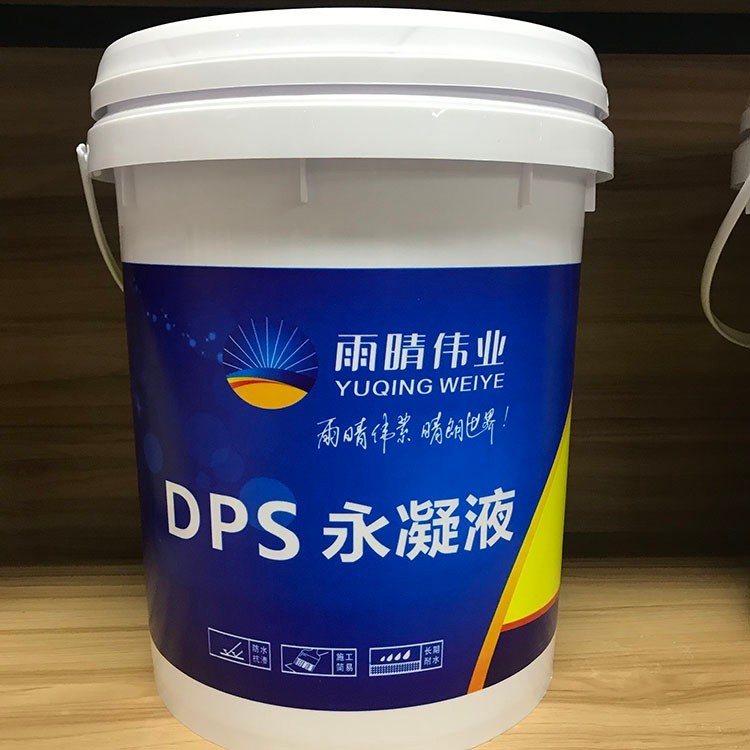 雨晴伟业
YUQING WEIYE
雨晴伟业 晴朗世界!
DPS 永凝液
防水
抗渗
施工
简易
长期
耐水